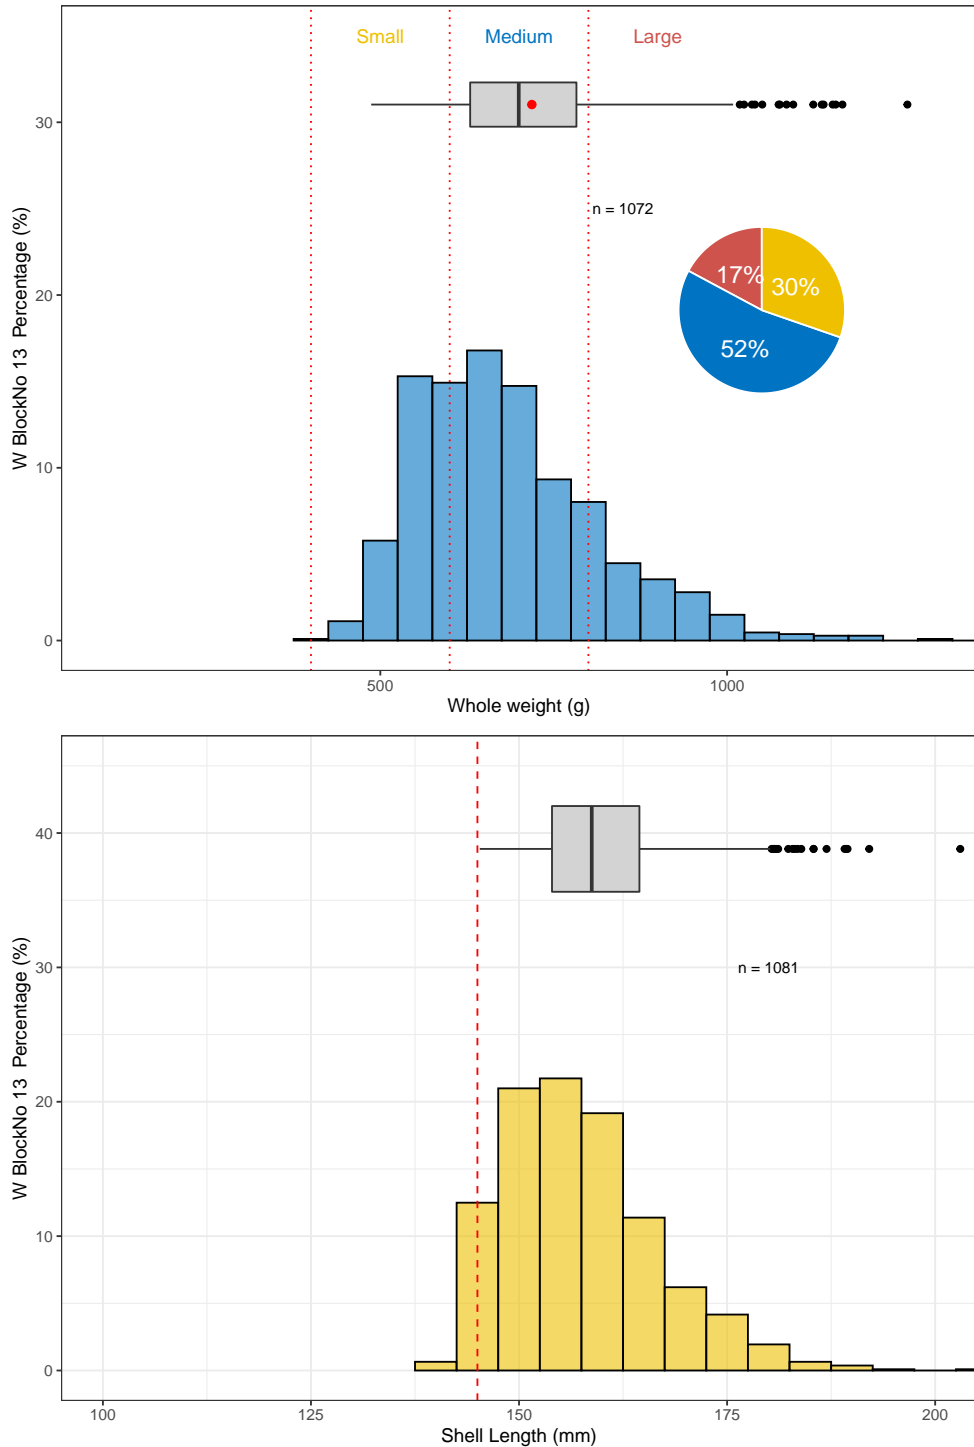 Small Medium Large
30
n = 1072
17% 30%
52%
20
10
0
W BlockNo 13  Percentage (%)
500 1000
Whole weight (g)
40
n = 1081
30
20
10
0
W BlockNo 13  Percentage (%)
100 125 150 175 200
Shell Length (mm)